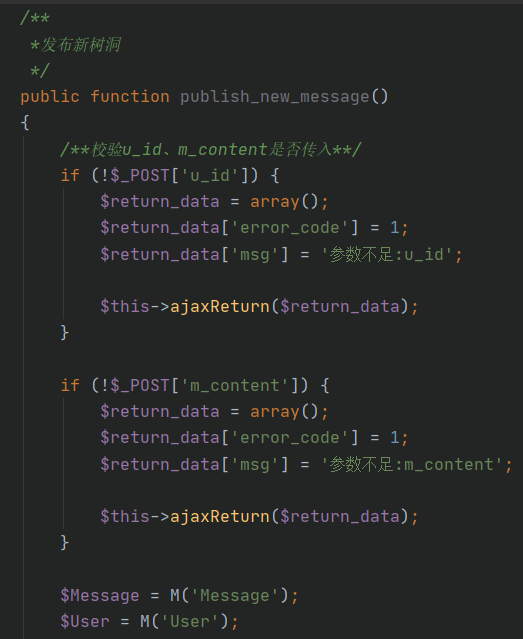 /**
 *发布新树洞
 */
public function publish_new_message()
{
    /**校验u_id、m_content是否传入**/
    if (!$_POST['u_id']) {
        $return_data = array();
        $return_data['error_code'] = 1;
        $return_data['msg'] = '参数不足:u_id';

        $this->ajaxReturn($return_data);
    }

    if (!$_POST['m_content']) {
        $return_data = array();
        $return_data['error_code'] = 1;
        $return_data['msg'] = '参数不足:m_content';

        $this->ajaxReturn($return_data);
    }

    $Message = M('Message');
    $User = M('User');